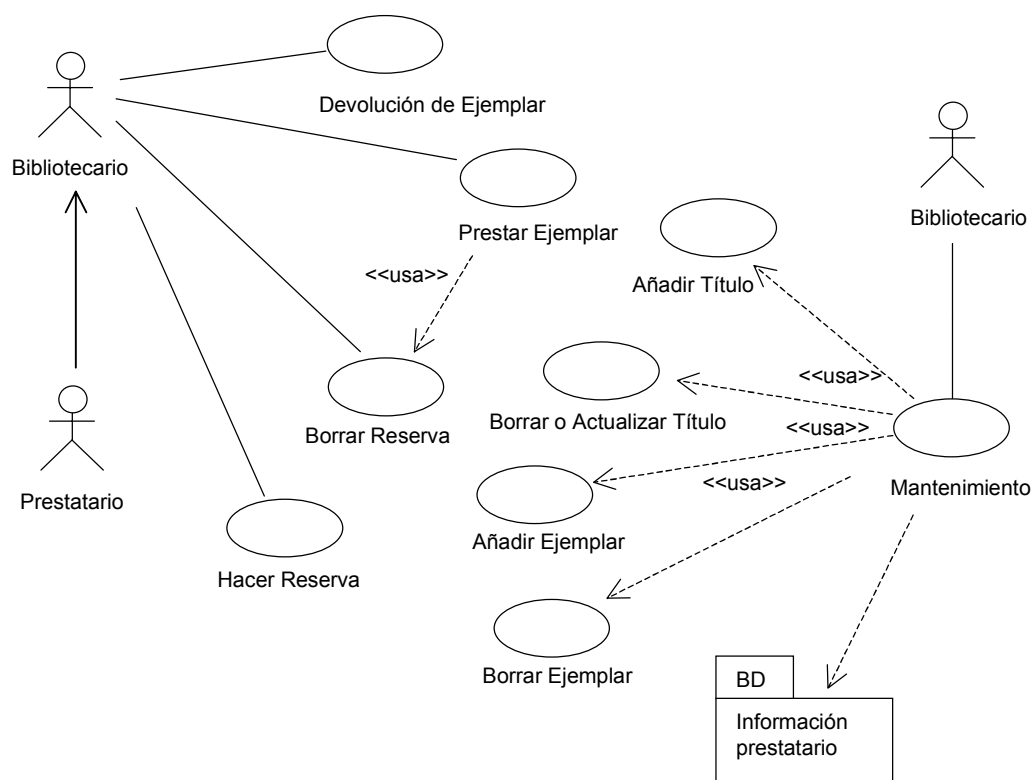 Devolución de Ejemplar
Bibliotecario
Prestar Ejemplar
Bibliotecario
<<usa>>
Añadir Título
<<usa>>
Borrar o Actualizar Título
<<usa>>
Borrar Reserva
<<usa>>
Mantenimiento
Prestatario
Añadir Ejemplar
Hacer Reserva
Borrar Ejemplar
BD
Información
prestatario